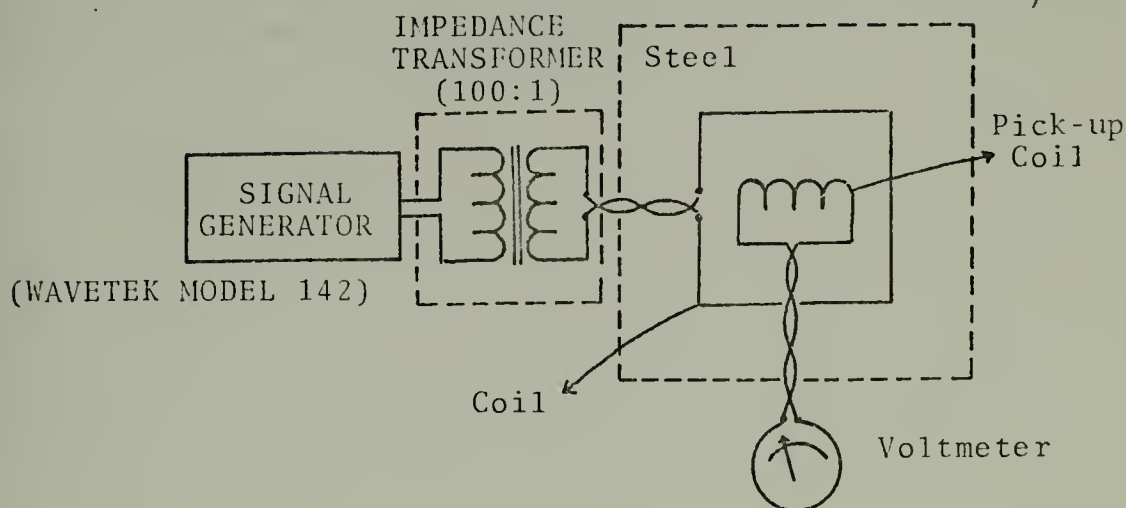 IMPEDANCE
TRANSFORMER
(100:1)
Steel
Pick-up
Coil
SIGNAL
GENERATOR
(WAVETEK MODEL 142)
Coil
Voltmeter